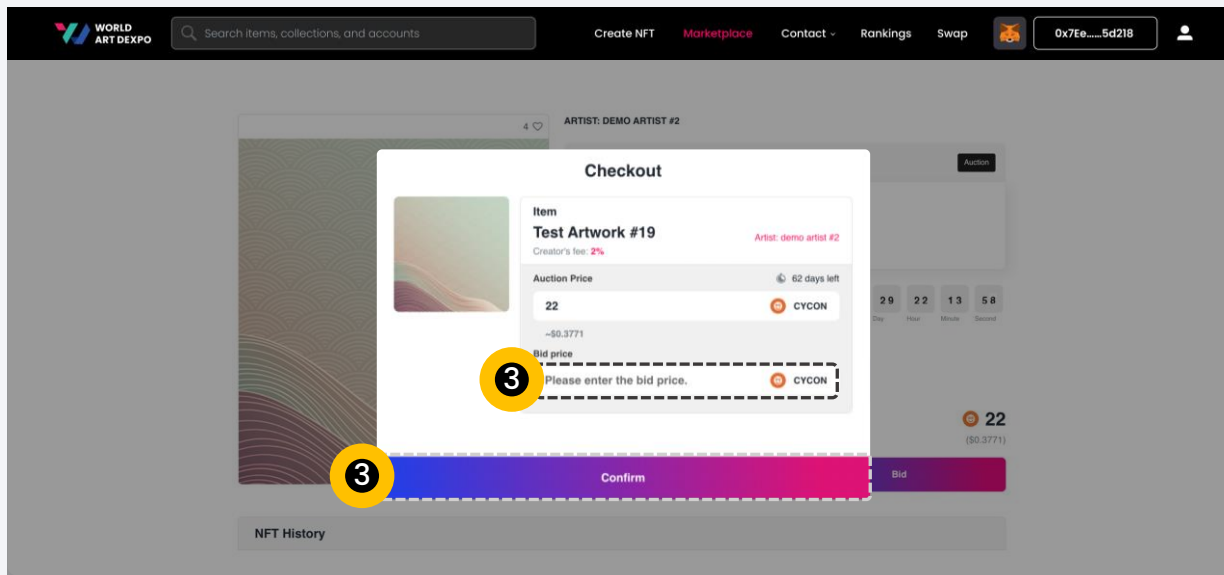 WORLD
ART DEXPO
Search items, collections, and accounts
Create NFT
Marketplace
Contact
Rankings
Swap
0x7Ee.....5d218
4
ARTIST: DEMO ARTIST #2
Auction
Checkout
Item
Test Artwork #19
Artist: demo artist #2
Creator's fee: 2%
Auction Price
62 days left
22
CYCON
~$0.3771
Bid price
3
Please enter the bid price.
CYCON
29 22 13 58
Day Hour Minute Second
22
($0.3771)
3
Confirm
Bid
NFT History